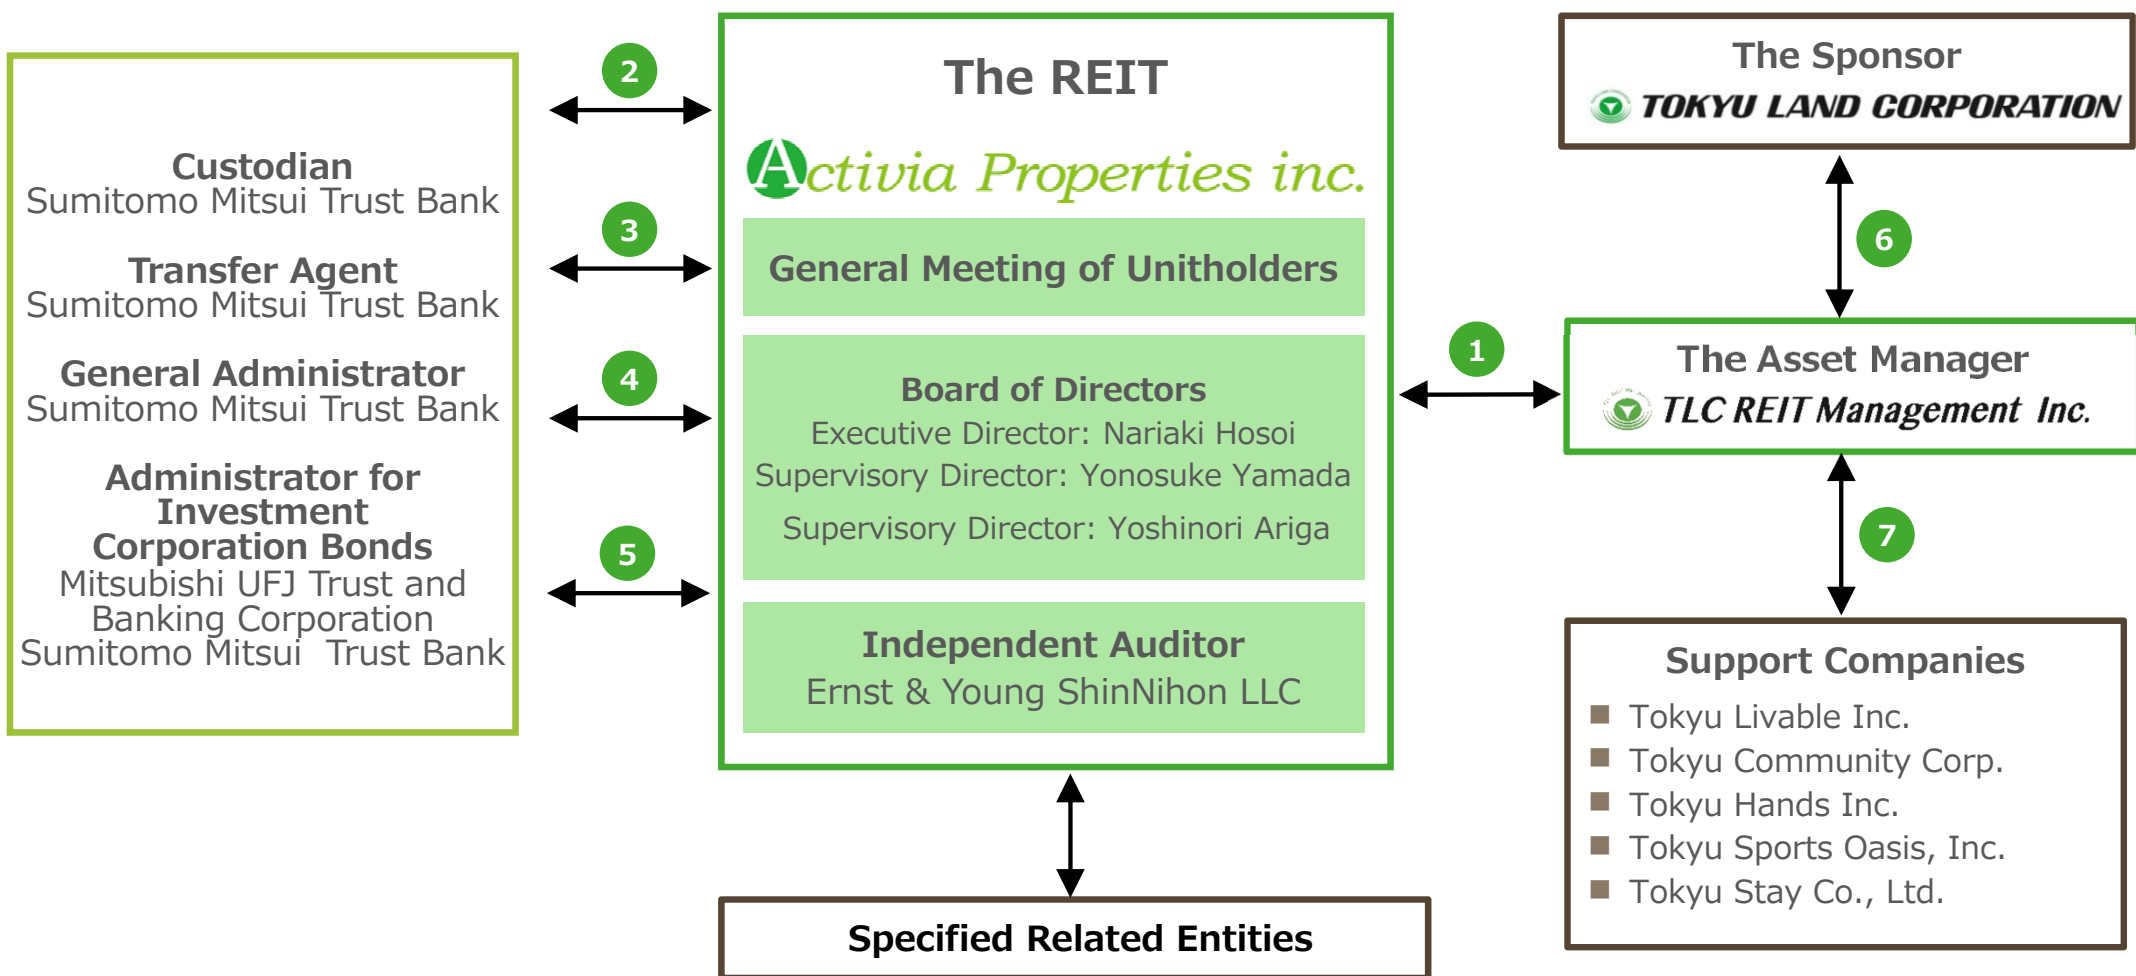 Custodian
Sumitomo Mitsui Trust Bank
Transfer Agent
Sumitomo Mitsui Trust Bank
General Administrator
Sumitomo Mitsui Trust Bank
Administrator for
Investment
Corporation Bonds
Mitsubishi UFJ Trust and
Banking Corporation
Sumitomo Mitsui Trust Bank
2
3
4
5
The REIT
Activia Properties inc.
General Meeting of Unitholders
Board of Directors
Executive Director: Nariaki Hosoi
Supervisory Director: Yonosuke Yamada
Supervisory Director: Yoshinori Ariga
Independent Auditor
Ernst & Young ShinNihon LLC
Specified Related Entities
1
The Sponsor
TOKYU LAND CORPORATION
6
The Asset Manager
TLC REIT Management Inc.
7
Support Companies
Tokyu Livable Inc.
Tokyu Community Corp.
Tokyu Hands Inc.
Tokyu Sports Oasis, Inc.
Tokyu Stay Co., Ltd.